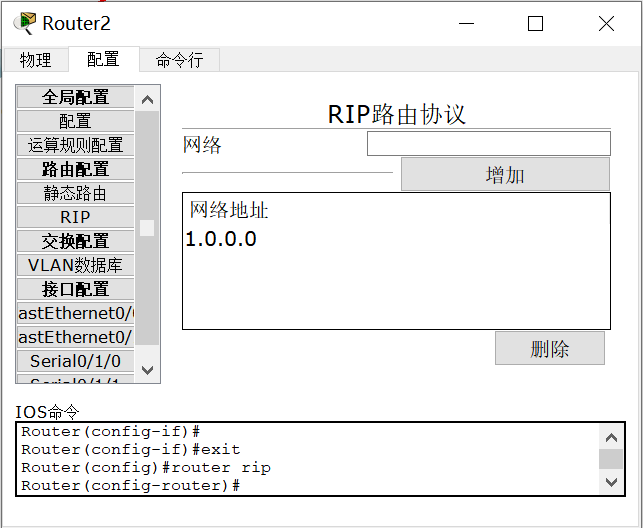 Router2
物理
配置
命令行
全局配置
配置
运算规则配置
路由配置
静态路由
RIP
交换配置
VLAN数据库
接口配置
astEthernet0/0
astEthernet0/
Serial0/1/0
Serial0/1/1
RIP路由协议
网络
增加
网络地址
1.0.0.0
删除
IOS命令
Router(config-if)#
Router(config-if)#exit
Router(config)#router rip
Router(config-router)#